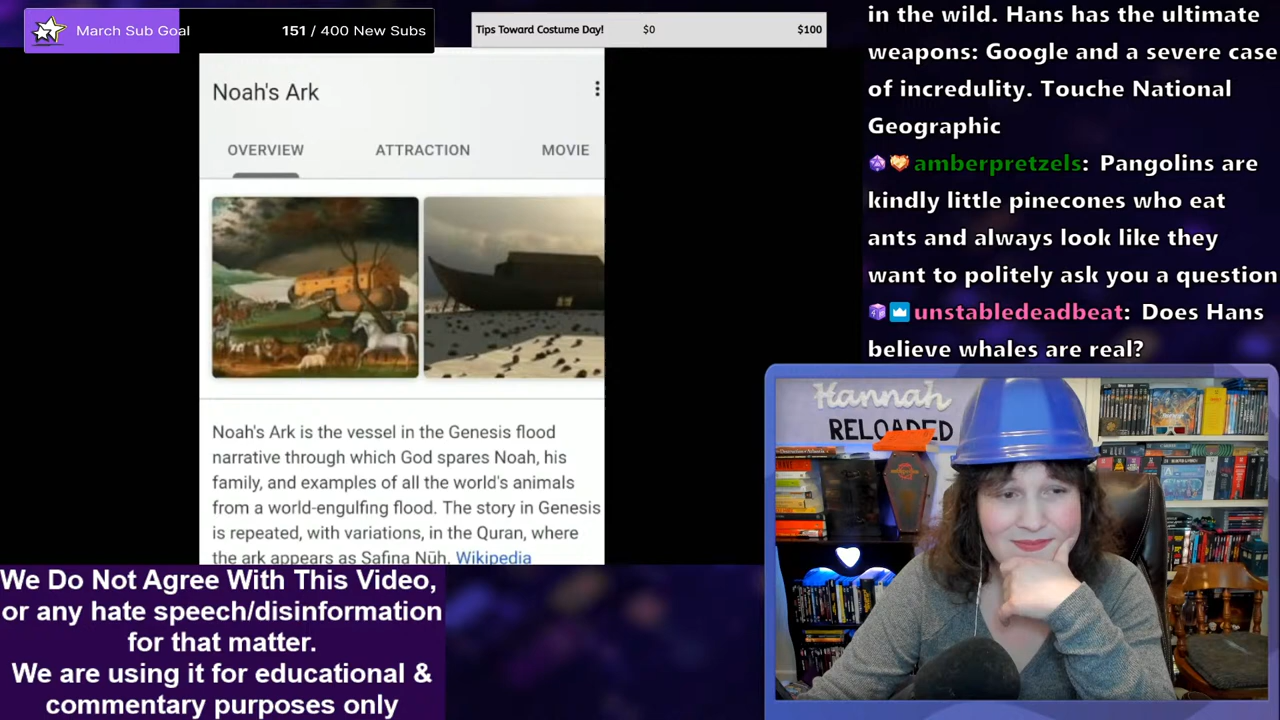 March Sub Goal
151 / 400 New Subs
Tips Toward Costume Day!
$0
$100
Noah's Ark
OVERVIEW
ATTRACTION
MOVIE
Noah's Ark is the vessel in the Genesis flood
narrative through which God spares Noah, his
family, and examples of all the world's animals
from a world-engulfing flood. The story in Genesis
is repeated, with variations, in the Quran, where
the ark appears as Safina Nūḥ. Wikipedia
We Do Not Agree With This Video,
or any hate speech/disinformation
for that matter.
We are using it for educational &
commentary purposes only
in the wild. Hans has the ultimate
weapons: Google and a severe case
of incredulity. Touche National
Geographic
amberpretzels: Pangolins are
kindly little pinecones who eat
ants and always look like they
want to politely ask you a question
unstabledeadbeat: Does Hans
believe whales are real?
Hannah
RELOADED